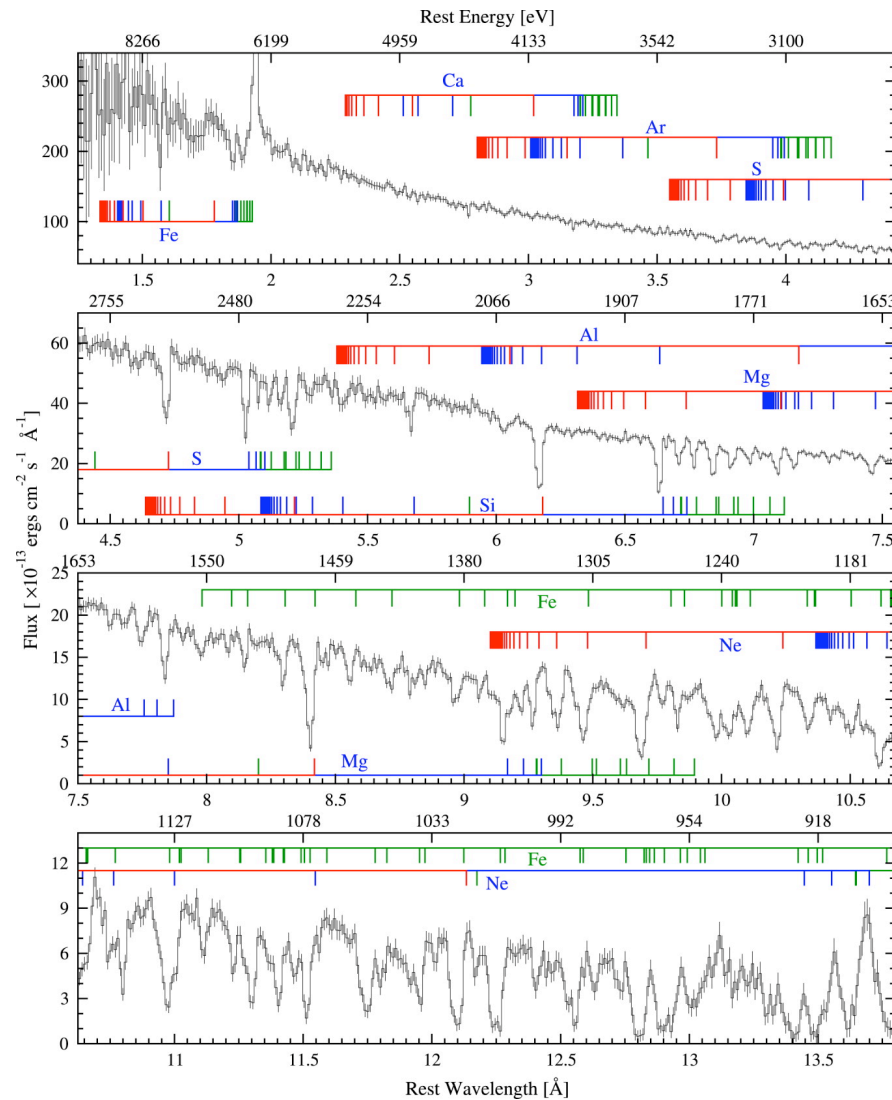 Rest Energy [eV]
8266 6199 4959 4133 3542 3100
300
200
100
Ca
Ar
S
Fe
1.5 2 2.5 3 3.5 4
2755 2480 2254 2066 1907 1771 1653
60
40
20
0
Al
Mg
S
Si
4.5 5 5.5 6 6.5 7 7.5
Flux [ ×10⁻¹³ ergs cm⁻² s⁻¹ Å⁻¹]
1653 1550 1459 1380 1305 1240 1181
25
20
15
10
5
0
Fe
Ne
Al
Mg
7.5 8 8.5 9 9.5 10 10.5
1127 1078 1033 992 954 918
12
9
6
3
0
Fe
Ne
11 11.5 12 12.5 13 13.5
Rest Wavelength [Å]